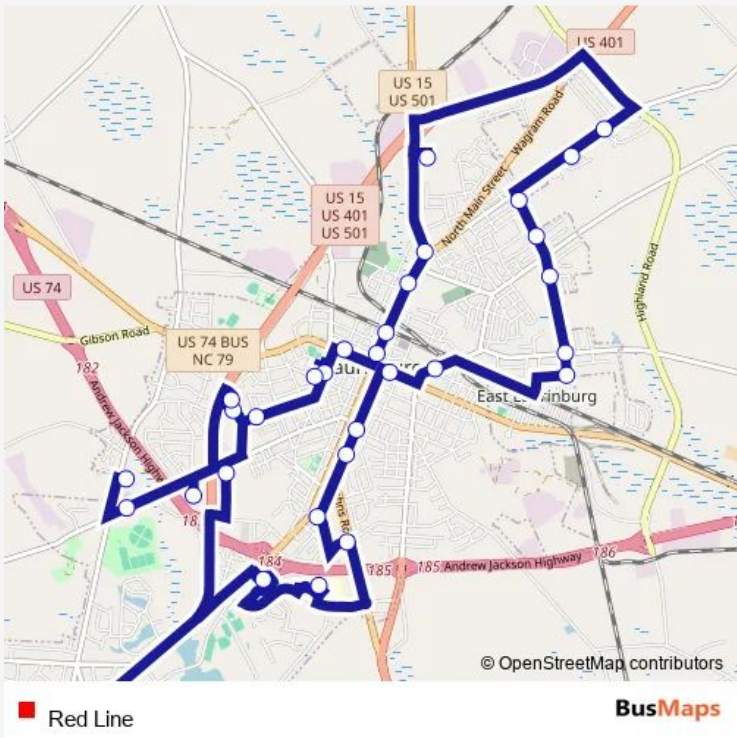 US 401
US 15
US 501
Wagram Road
North Main Street
US 15
US 401
US 501
Highland Road
US 74
Gibson Road
US 74 BUS
NC 79
182
Andrew Jackson
East
184
185
185
Andrew Jackson Highway
186
© OpenStreetMap contributors
Red Line
BusMaps